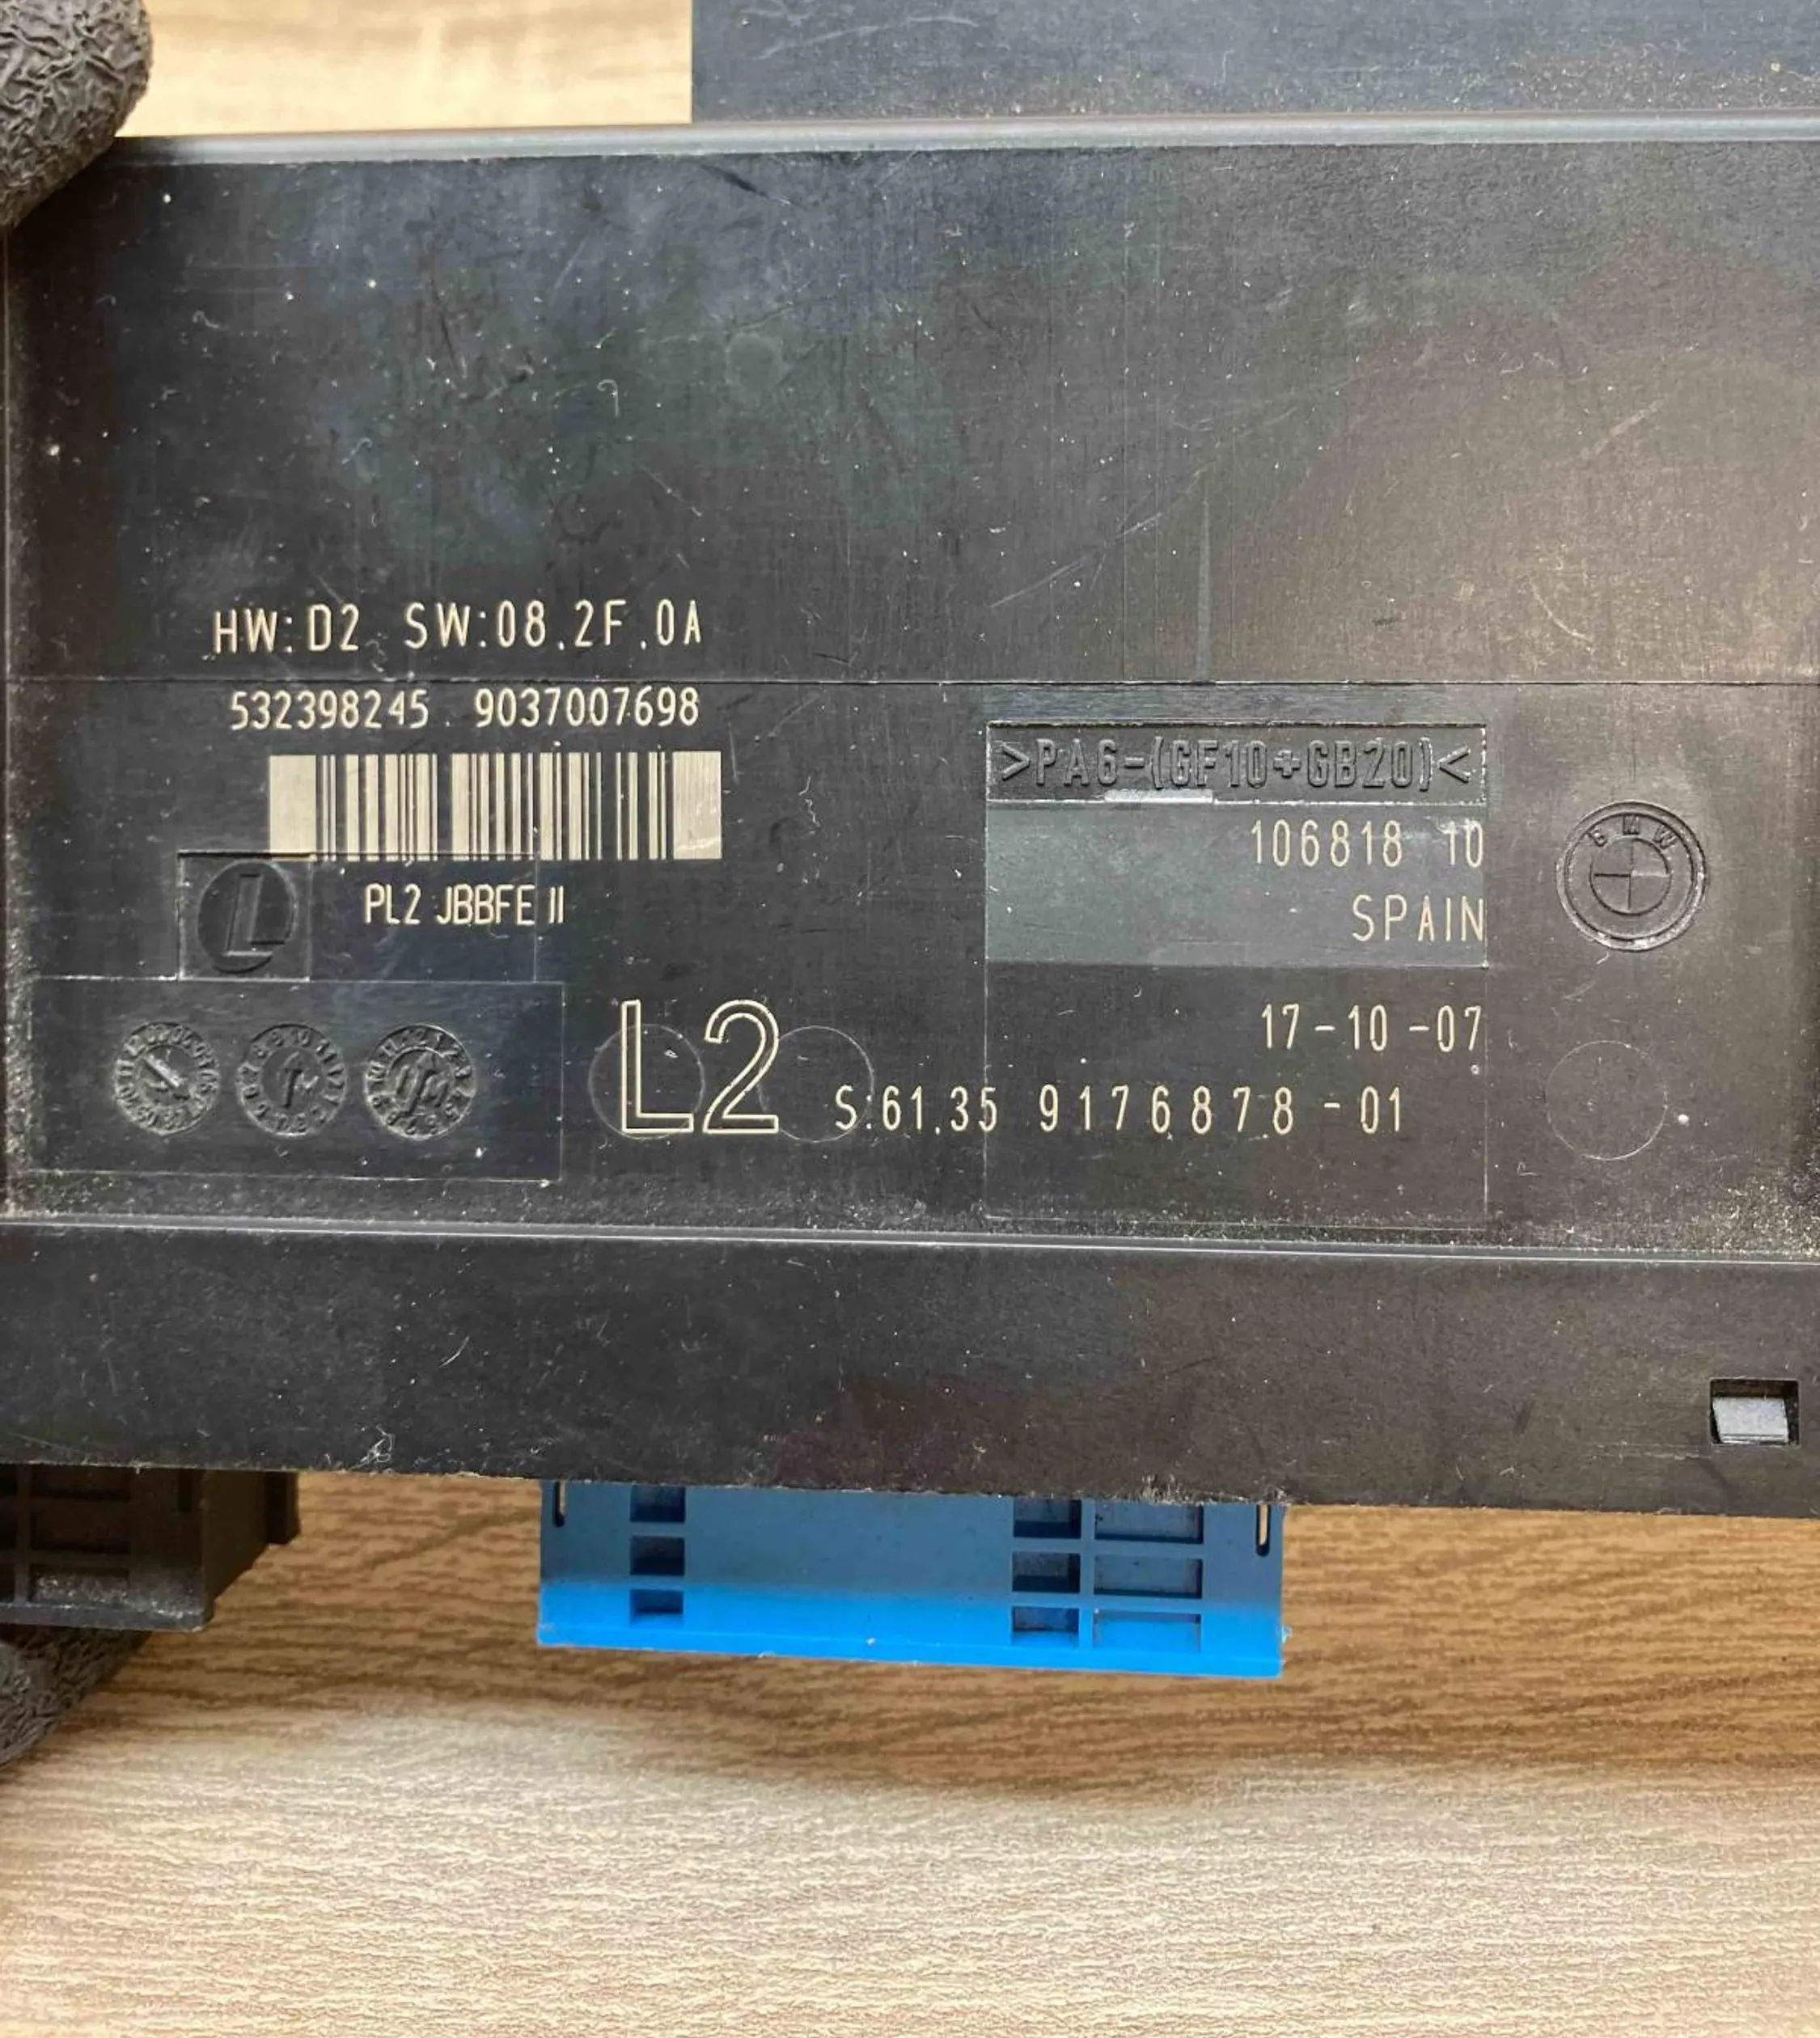 HW:D2 SW:08.2F.0A
532398245 9037007698
>PA6-(GF10+GB20)<
106818 10
SPAIN
BMW
L
PL2 JBBFE II
17-10-07
L2
S:61.35 9176878-01